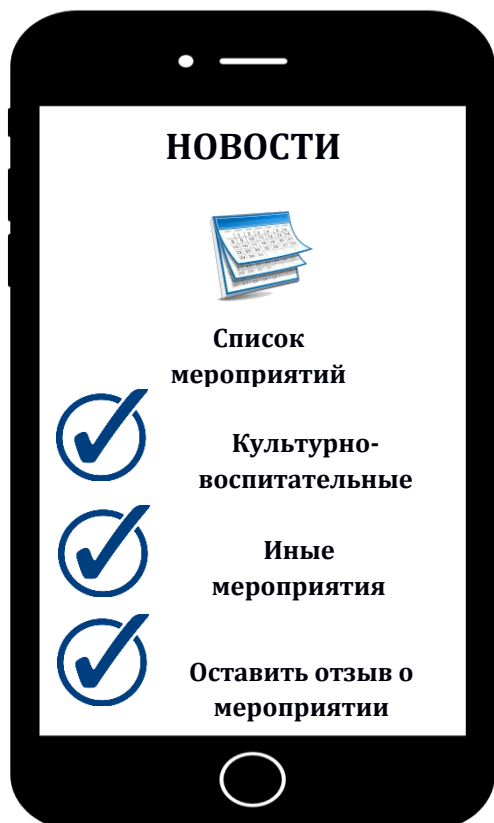 НОВОСТИ
Список
мероприятий
Культурно-
воспитательные
Иные
мероприятия
Оставить отзыв о
мероприятии